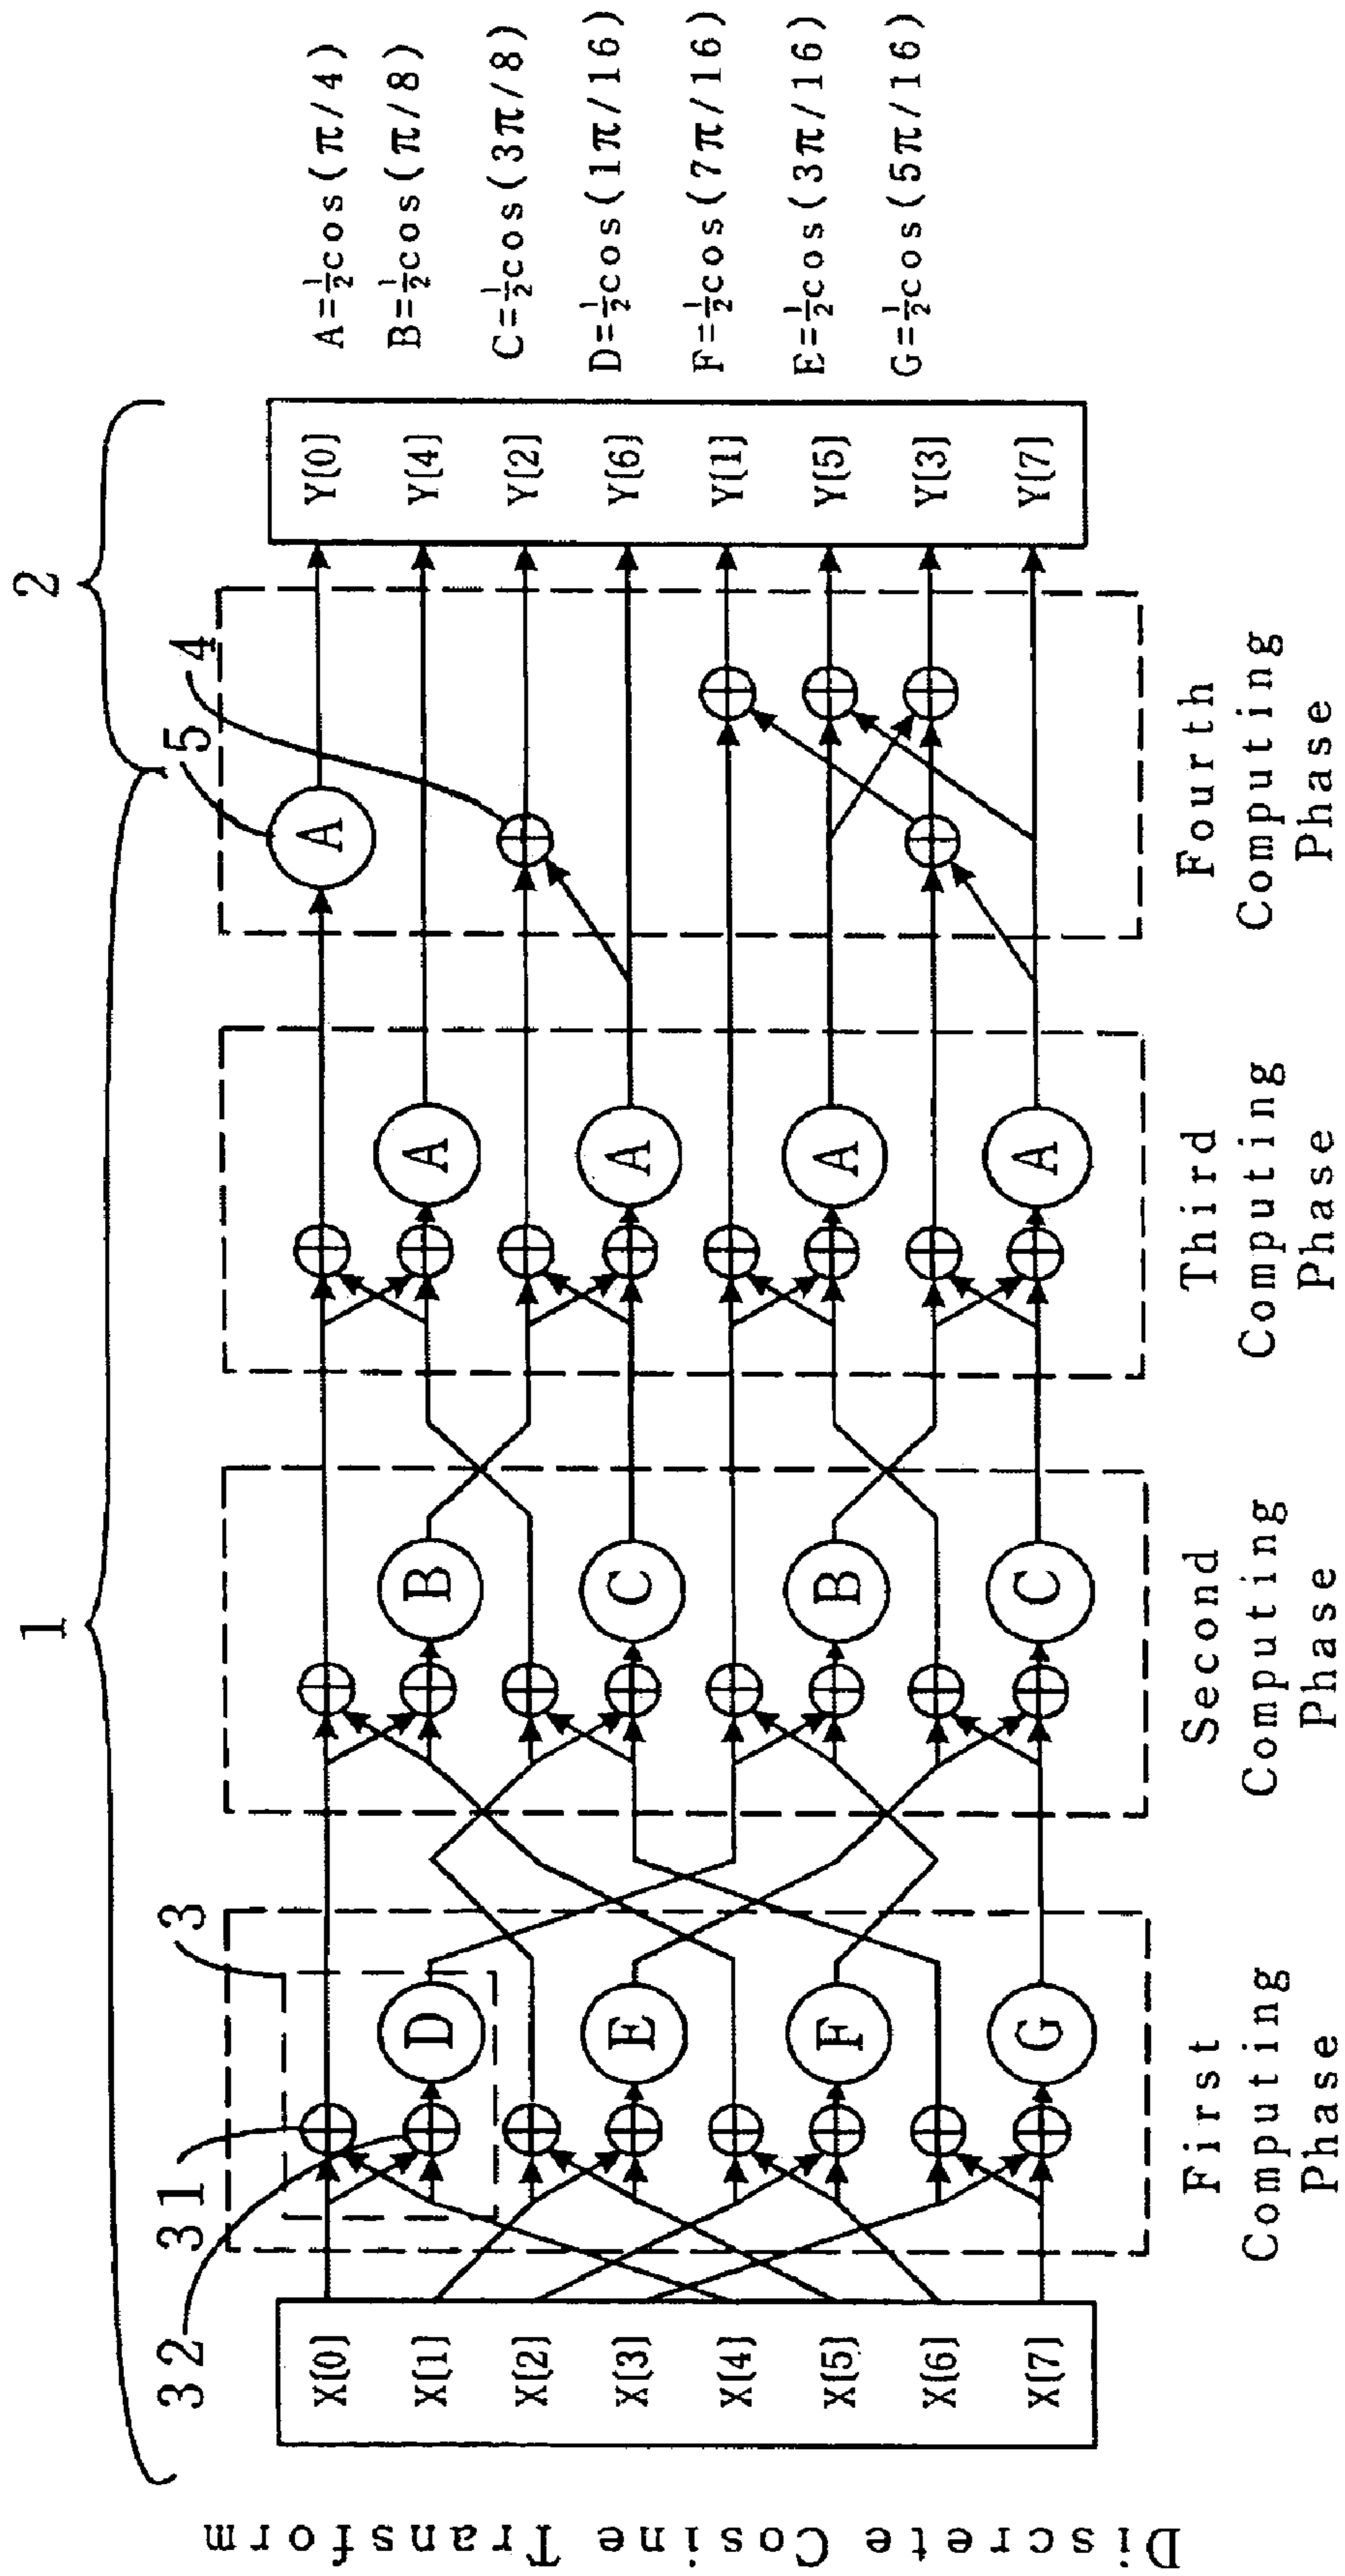 Discrete Cosine Transform
1
2
3
31
32
4
5
X[0]
X[1]
X[2]
X[3]
X[4]
X[5]
X[6]
X[7]
D
E
F
G
First
Computing
Phase
B
C
B
C
Second
Computing
Phase
A
A
A
A
Third
Computing
Phase
A
Fourth
Computing
Phase
Y[0]
Y[4]
Y[2]
Y[6]
Y[1]
Y[5]
Y[3]
Y[7]
A=½cos(π/4)
B=½cos(π/8)
C=½cos(3π/8)
D=½cos(1π/16)
F=½cos(7π/16)
E=½cos(3π/16)
G=½cos(5π/16)